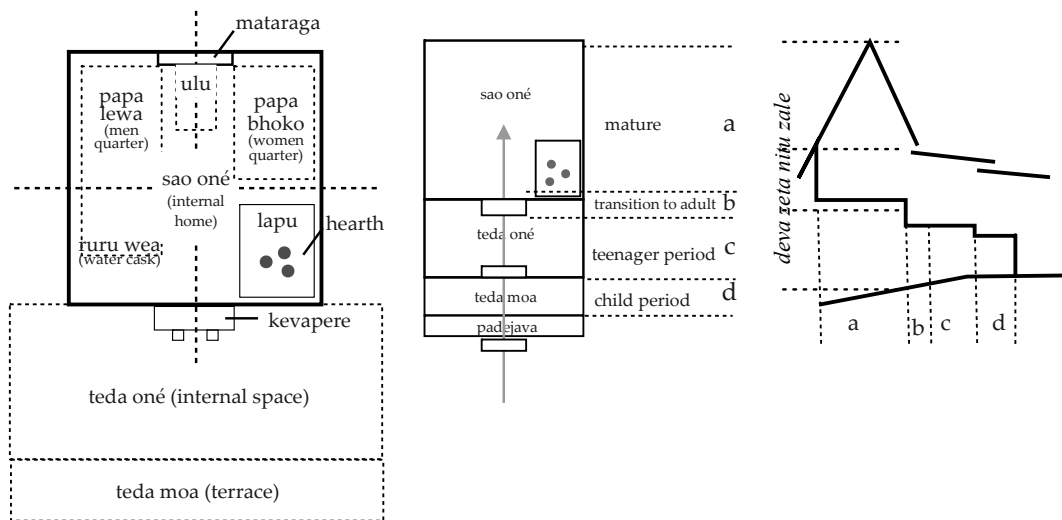 mataraga
ulu
papa
lewa
(men
quarter)
papa
bhoko
(women
quarter)
sao oné
(internal
home)
lapu
hearth
ruru wea
(water cask)
kevapere
teda oné (internal space)
teda moa (terrace)
sao oné
mature
a
transition to adult
b
teda oné
teenager period
c
teda moa
child period
d
padejava
deva zeta nitu zale
a
b
c
d